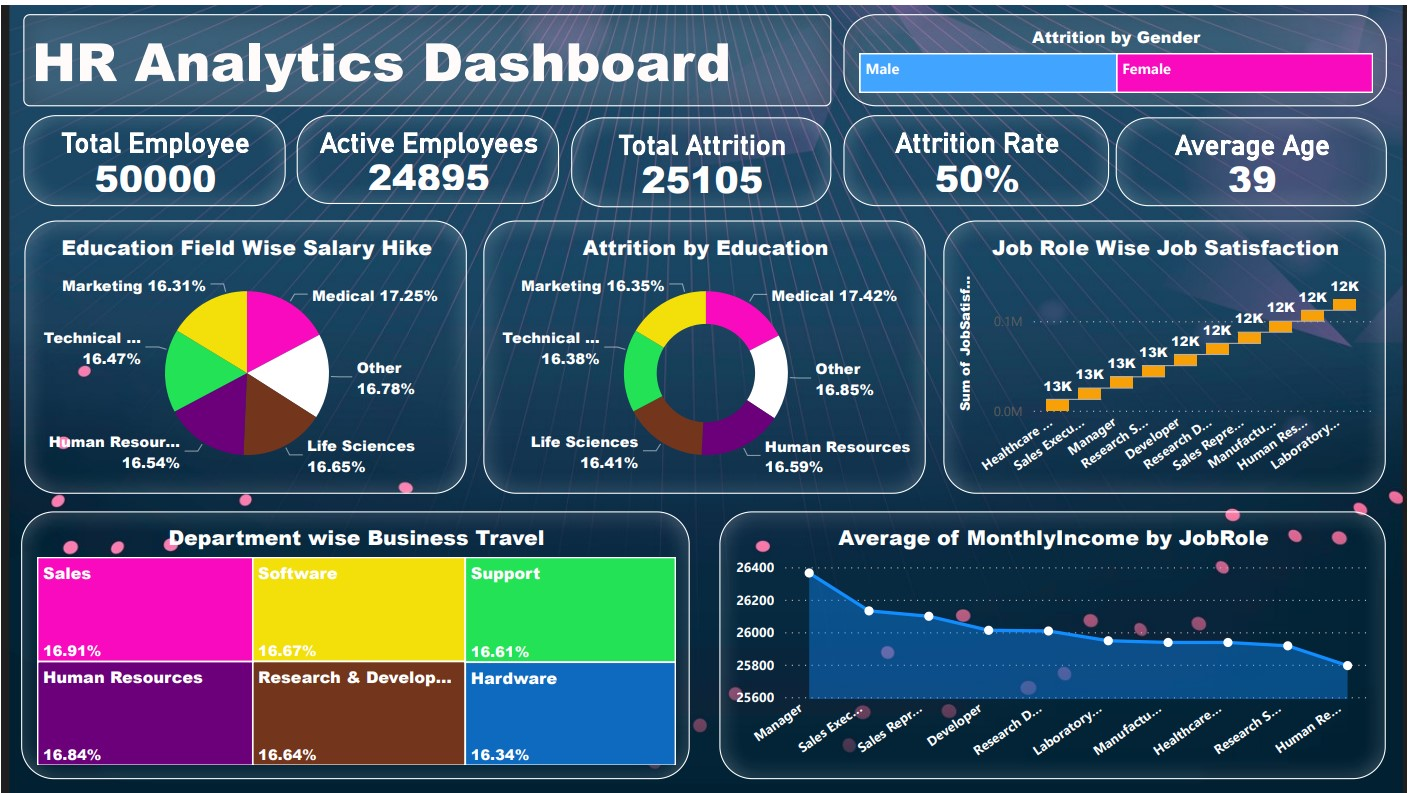 HR Analytics Dashboard
Attrition by Gender
Male
Female
Total Employee
50000
Active Employees
24895
Total Attrition
25105
Attrition Rate
50%
Average Age
39
Education Field Wise Salary Hike
Marketing 16.31%
Medical 17.25%
Technical ...
16.47%
Other
16.78%
Human Resour...
16.54%
Life Sciences
16.65%
Attrition by Education
Marketing 16.35%
Medical 17.42%
Technical ...
16.38%
Other
16.85%
Life Sciences
16.41%
Human Resources
16.59%
Job Role Wise Job Satisfaction
Sum of JobSatisf...
0.1M
0.0M
13K
13K
13K
13K
12K
12K
12K
12K
12K
12K
Healthcare ...
Sales Execu...
Manager
Research S...
Developer
Research D...
Sales Repre...
Manufactu...
Human Res...
Laboratory...
Department wise Business Travel
Sales
16.91%
Software
16.67%
Support
16.61%
Human Resources
16.84%
Research & Develop...
16.64%
Hardware
16.34%
Average of MonthlyIncome by JobRole
26400
26200
26000
25800
25600
Manager
Sales Exec...
Sales Repr...
Developer
Research D...
Laboratory...
Manufactu...
Healthcare...
Research S...
Human Re...